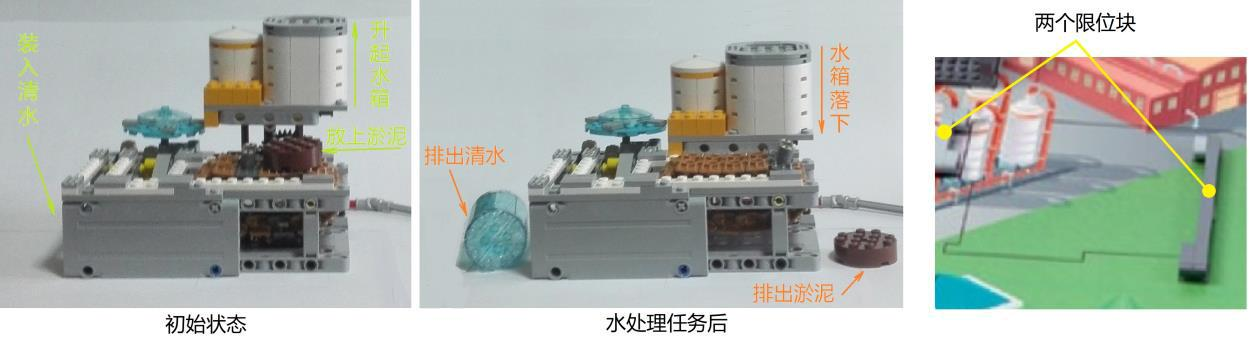 装入清水
升起水箱
放上淤泥
初始状态
排出清水
水箱落下
排出淤泥
水处理任务后
两个限位块